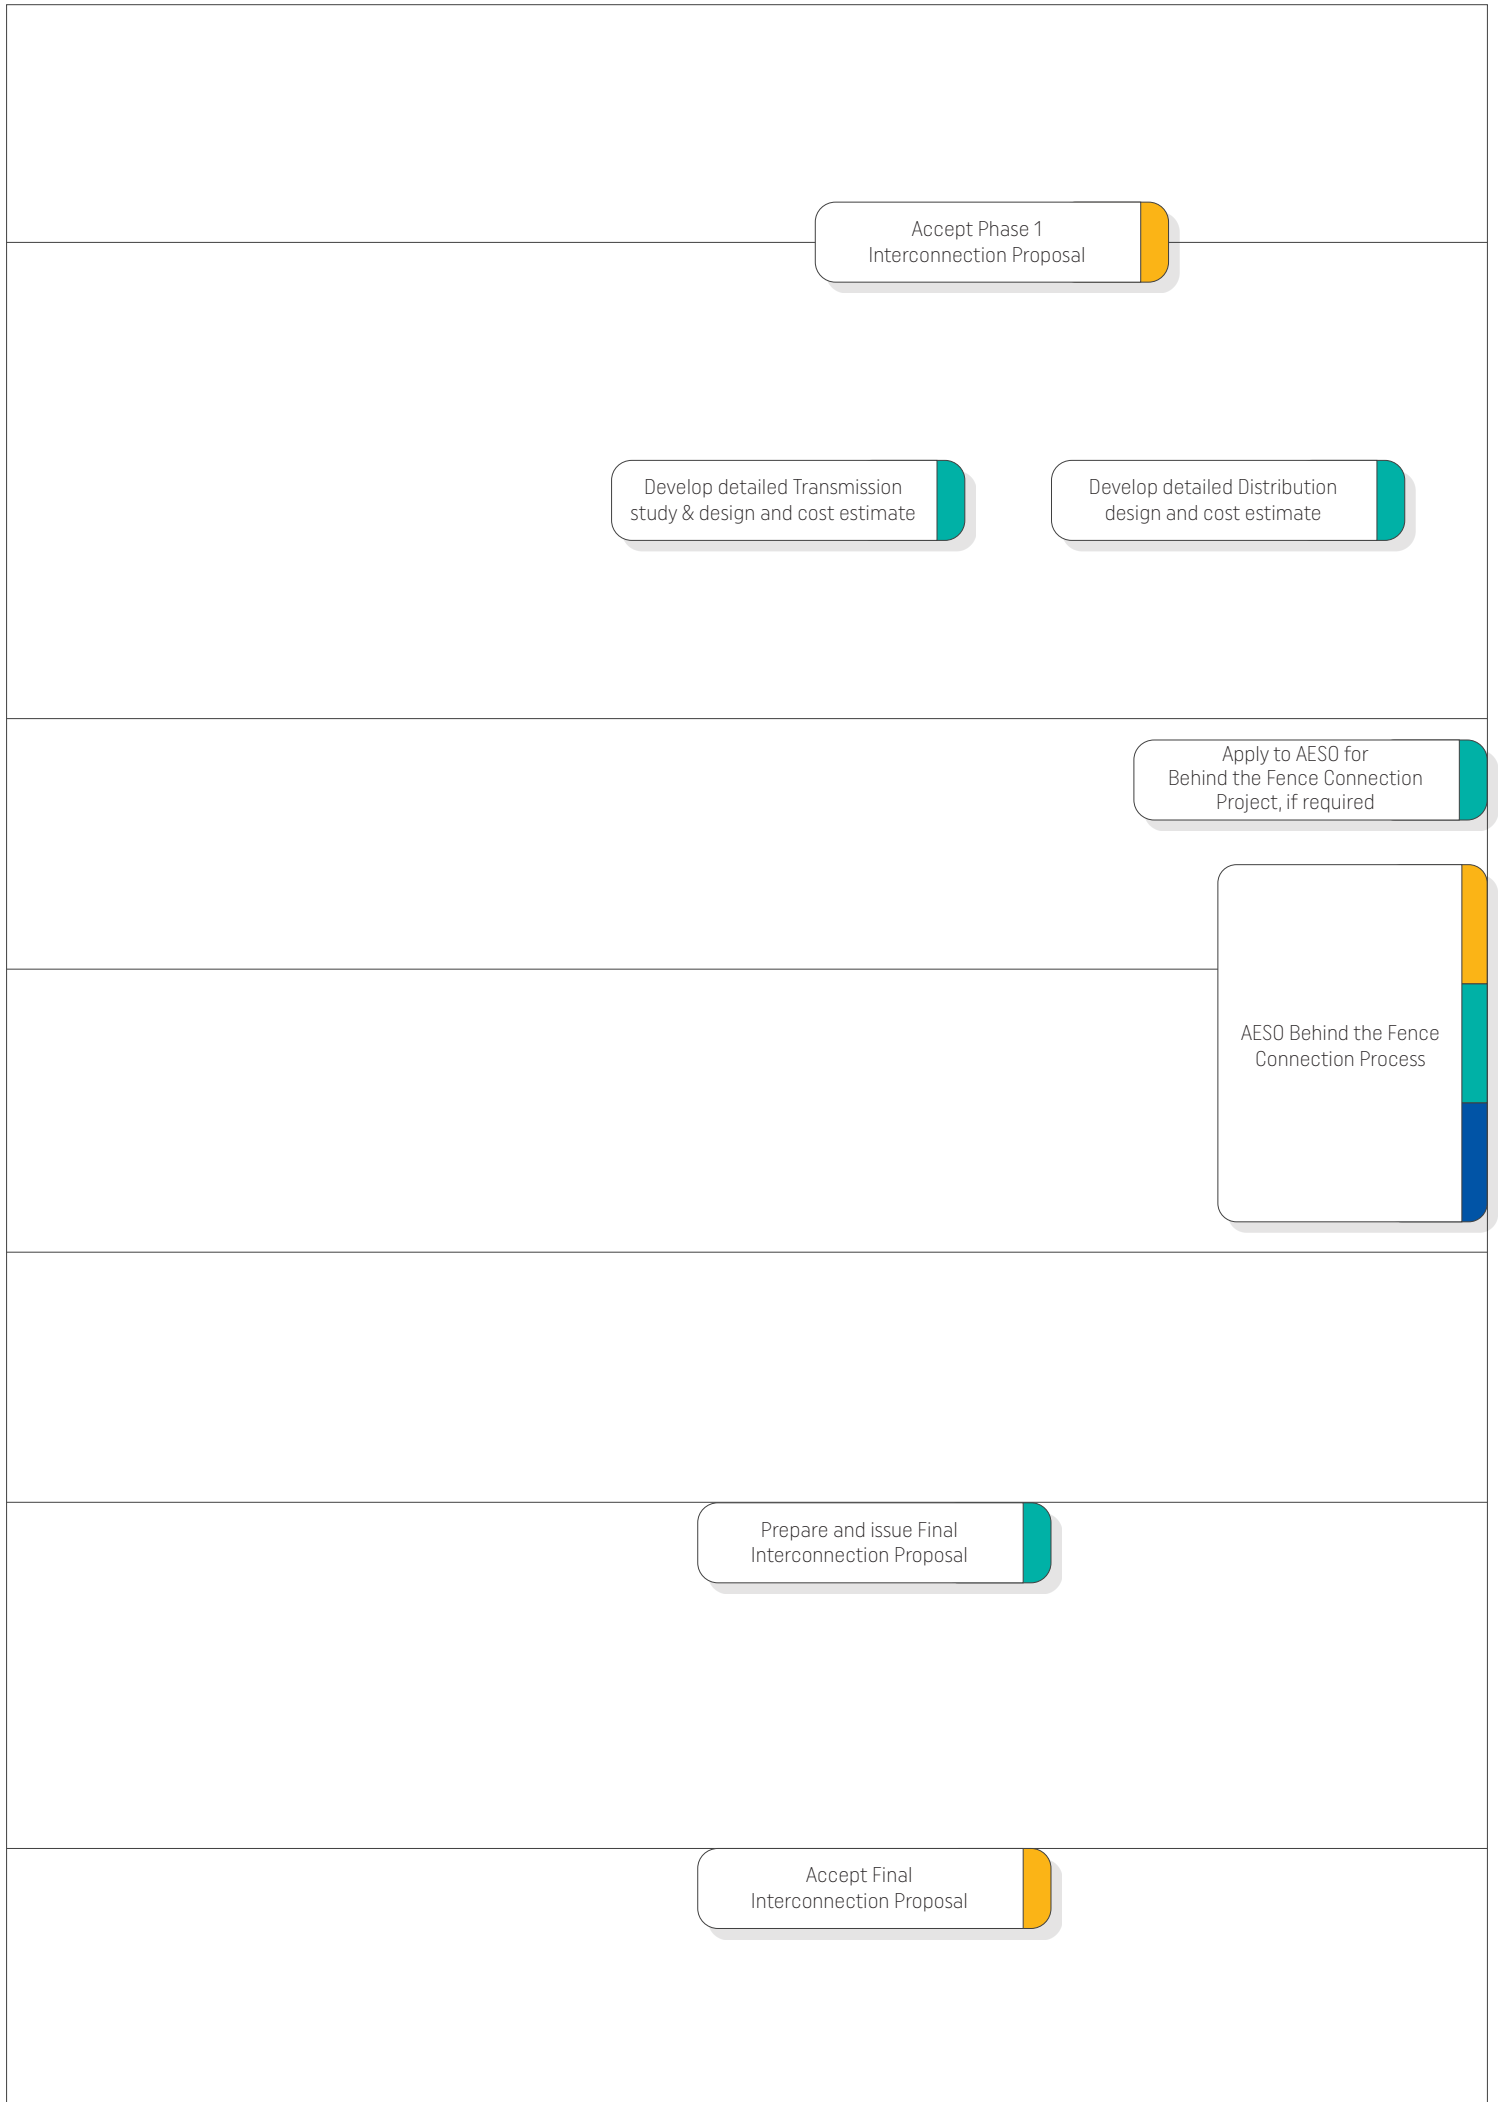 Accept Phase 1
Interconnection Proposal
Develop detailed Transmission
study & design and cost estimate
Develop detailed Distribution
design and cost estimate
Apply to AESO for
Behind the Fence Connection
Project, if required
AESO Behind the Fence
Connection Process
Prepare and issue Final
Interconnection Proposal
Accept Final
Interconnection Proposal